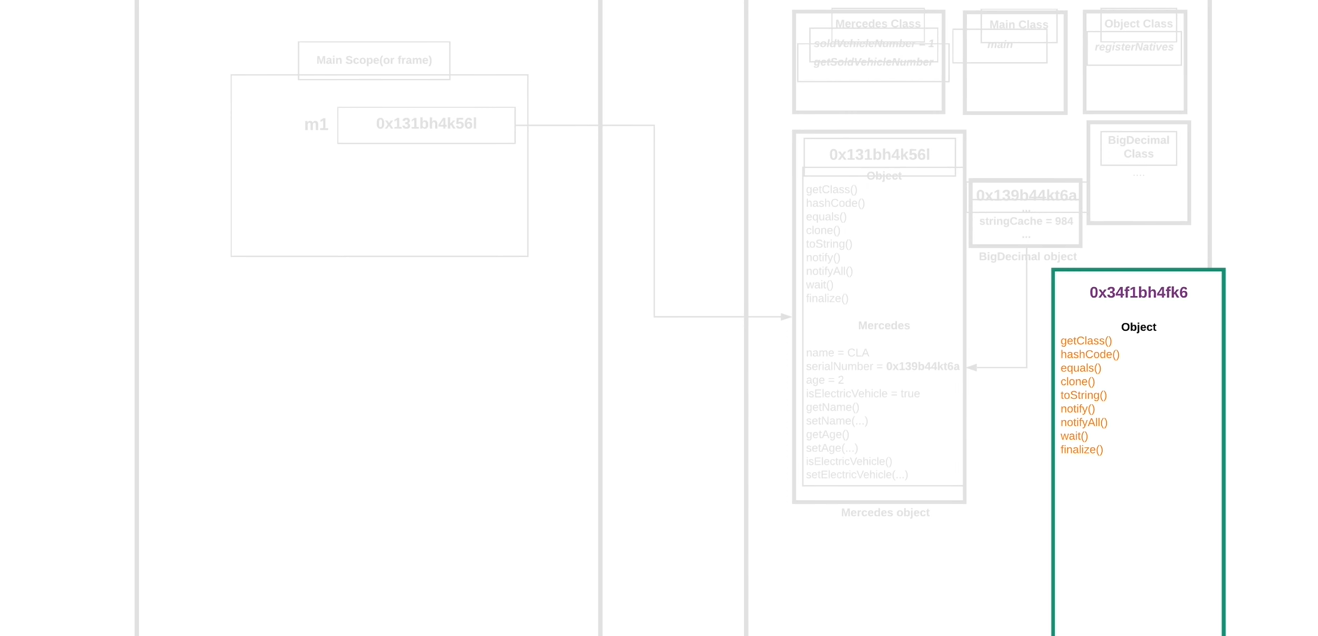 Main Scope(or frame)
m1
0x131bh4k56l
Mercedes Class
soldVehicleNumber = 1
getSoldVehicleNumber
Main Class
main
Object Class
registerNatives
BigDecimal
Class
....
0x131bh4k56l
Object
getClass()
hashCode()
equals()
clone()
toString()
notify()
notifyAll()
wait()
finalize()
Mercedes
name = CLA
serialNumber = 0x139b44kt6a
age = 2
isElectricVehicle = true
getName()
setName(...)
getAge()
setAge(...)
isElectricVehicle()
setElectricVehicle(...)
Mercedes object
0x139b44kt6a
...
stringCache = 984
...
BigDecimal object
0x34f1bh4fk6
Object
getClass()
hashCode()
equals()
clone()
toString()
notify()
notifyAll()
wait()
finalize()